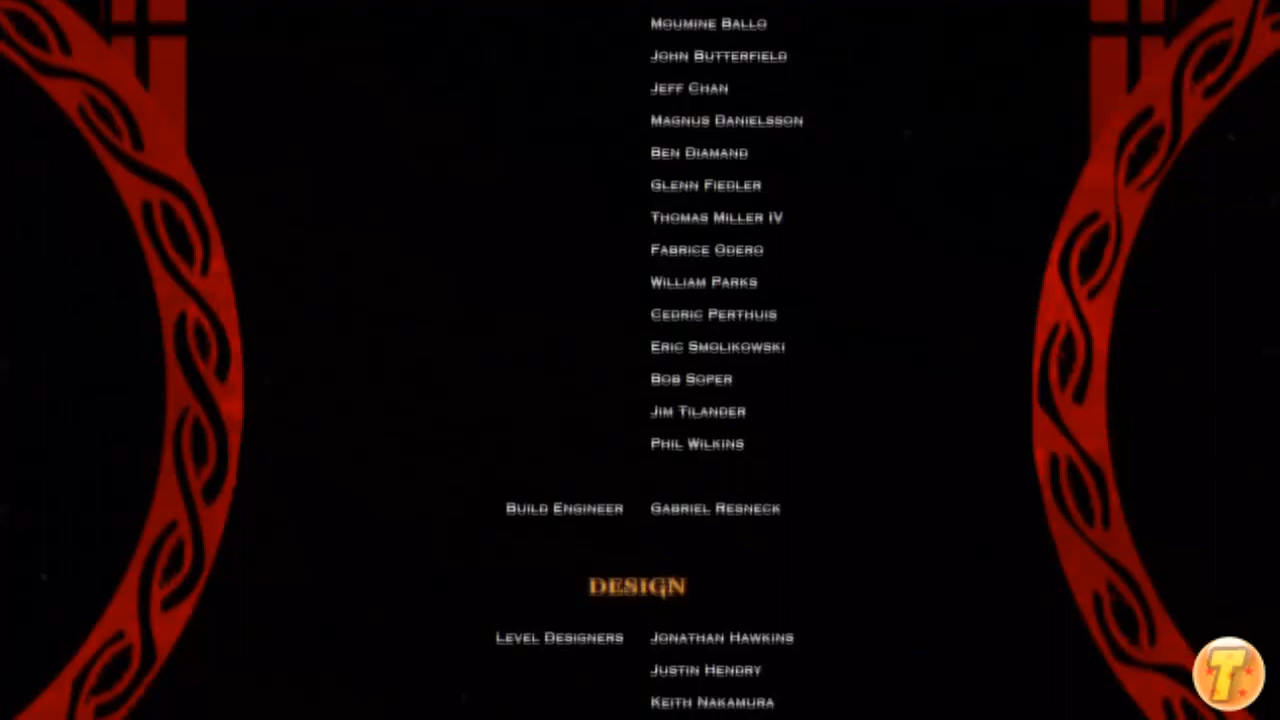 Moumine Ballo
John Butterfield
Jeff Chan
Magnus Danielsson
Ben Diamand
Glenn Fiedler
Thomas Miller IV
Fabrice Odero
William Parks
Cedric Perthuis
Eric Smolikowski
Bob Soper
Jim Tilander
Phil Wilkins
Build Engineer Gabriel Resneck
DESIGN
Level Designers Jonathan Hawkins
Justin Hendry
Keith Nakamura
T